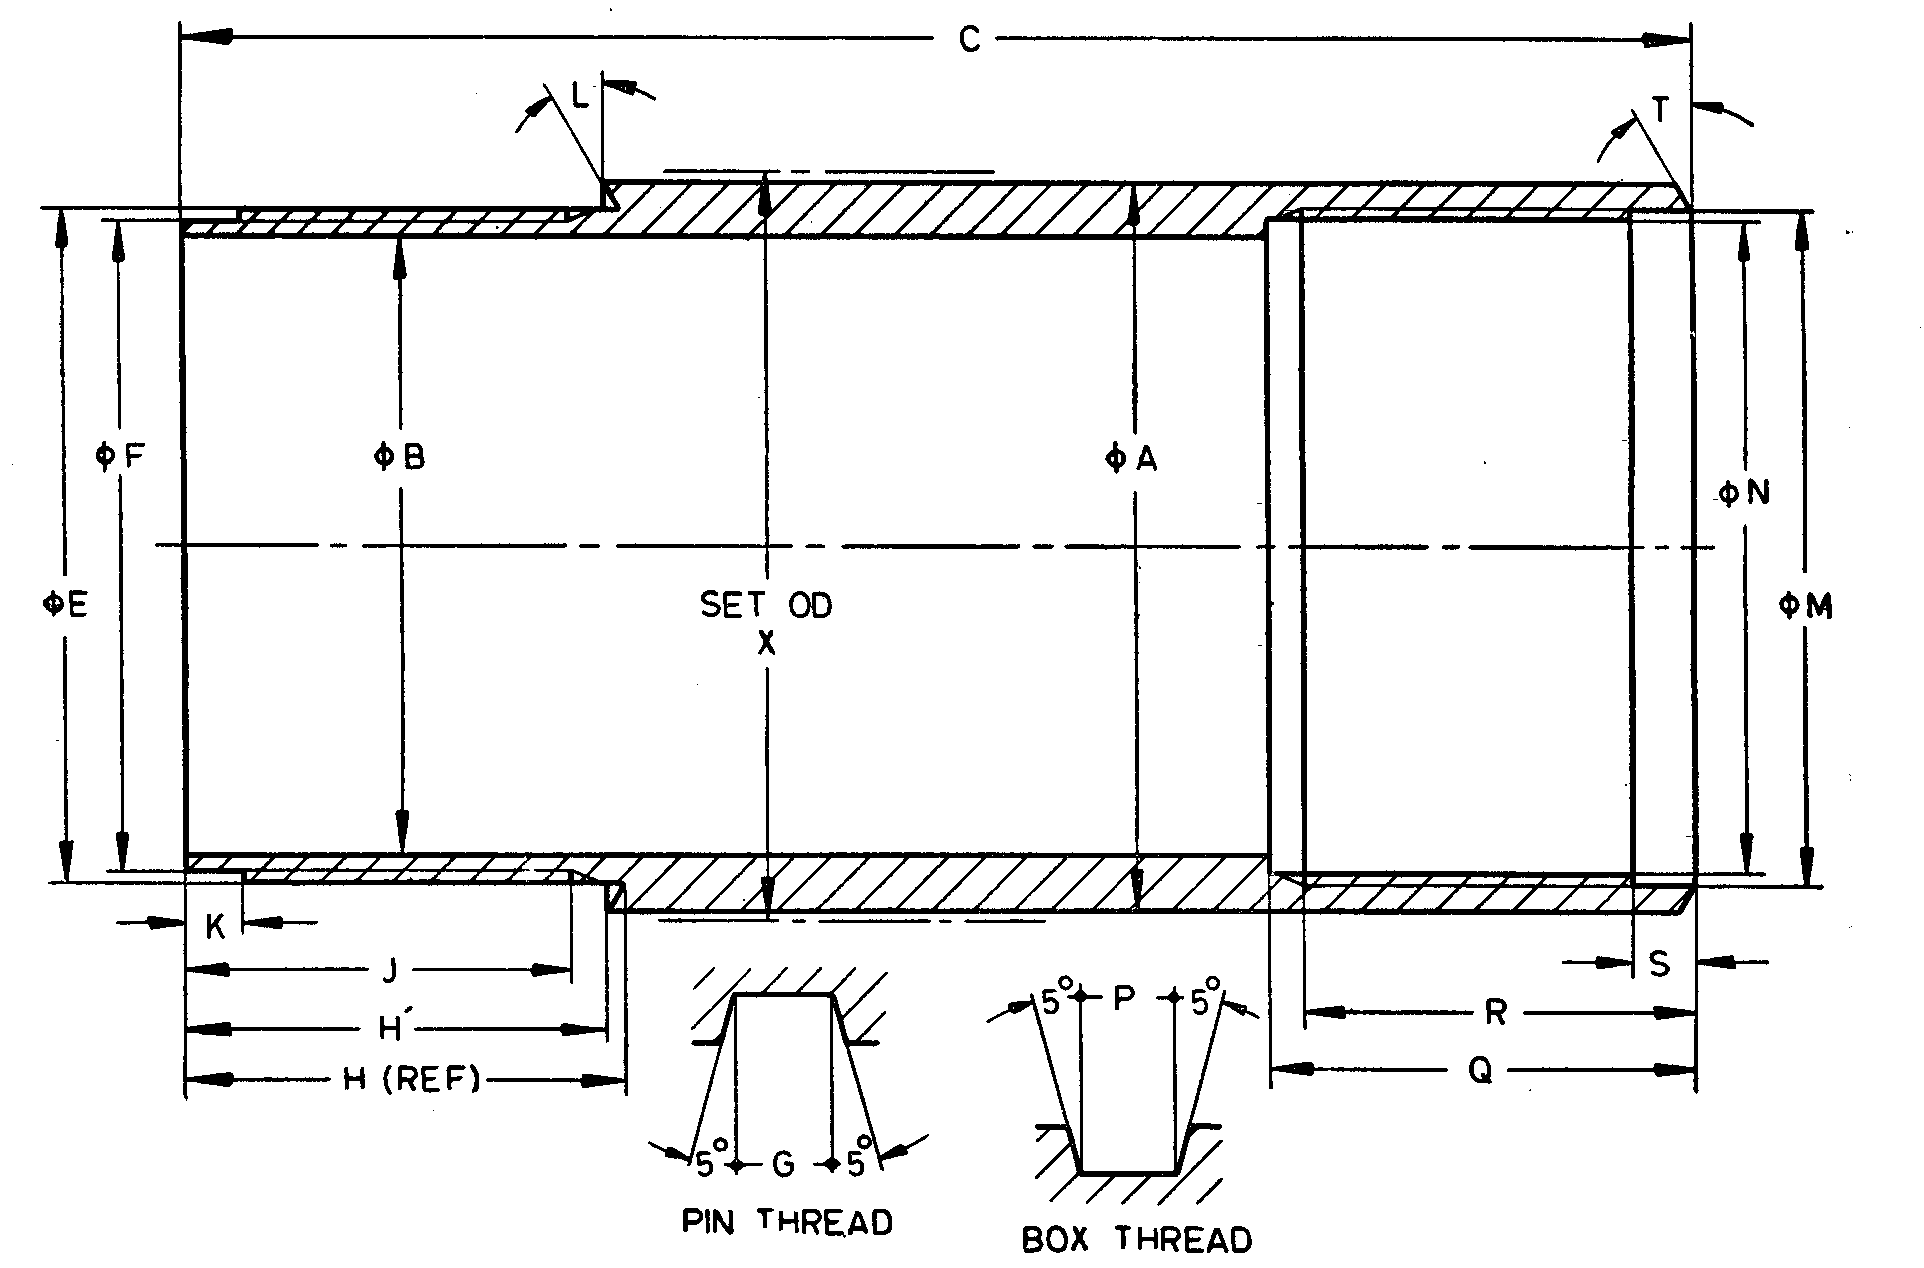 C
L
T
ϕF
ϕB
ϕA
ϕN
ϕE
SET OD
X
ϕM
K
S
J
5° P 5°
R
H′
H (REF)
Q
5° G 5°
PIN THREAD
BOX THREAD